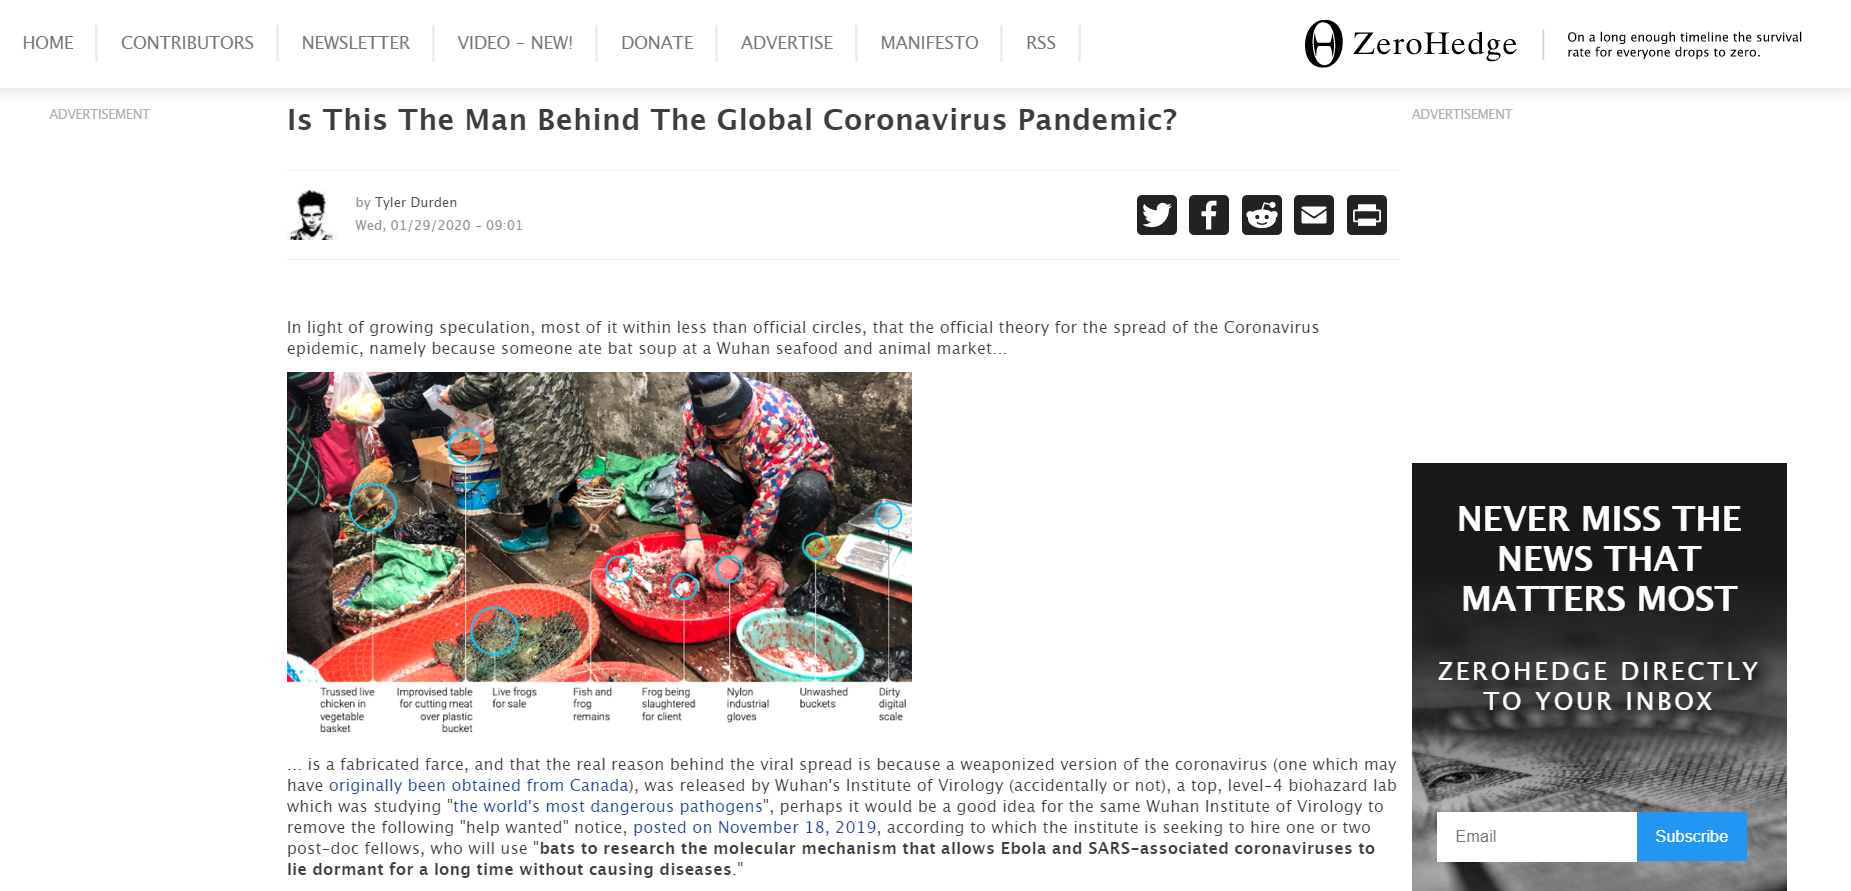 HOME
CONTRIBUTORS
NEWSLETTER
VIDEO - NEW!
DONATE
ADVERTISE
MANIFESTO
RSS
ZeroHedge
On a long enough timeline the survival
rate for everyone drops to zero.
ADVERTISEMENT
Is This The Man Behind The Global Coronavirus Pandemic?
ADVERTISEMENT
by Tyler Durden
Wed, 01/29/2020 - 09:01
In light of growing speculation, most of it within less than official circles, that the official theory for the spread of the Coronavirus
epidemic, namely because someone ate bat soup at a Wuhan seafood and animal market...
Trussed live
chicken in
vegetable
basket
Improvised table
for cutting meat
over plastic
bucket
Live frogs
for sale
Fish and
frog
remains
Frog being
slaughtered
for client
Nylon
industrial
gloves
Unwashed
buckets
Dirty
digital
scale
... is a fabricated farce, and that the real reason behind the viral spread is because a weaponized version of the coronavirus (one which may
have originally been obtained from Canada), was released by Wuhan's Institute of Virology (accidentally or not), a top, level-4 biohazard lab
which was studying "the world's most dangerous pathogens", perhaps it would be a good idea for the same Wuhan Institute of Virology to
remove the following "help wanted" notice, posted on November 18, 2019, according to which the institute is seeking to hire one or two
post-doc fellows, who will use "bats to research the molecular mechanism that allows Ebola and SARS-associated coronaviruses to
lie dormant for a long time without causing diseases."
NEVER MISS THE
NEWS THAT
MATTERS MOST
ZEROHEDGE DIRECTLY
TO YOUR INBOX
Email
Subscribe